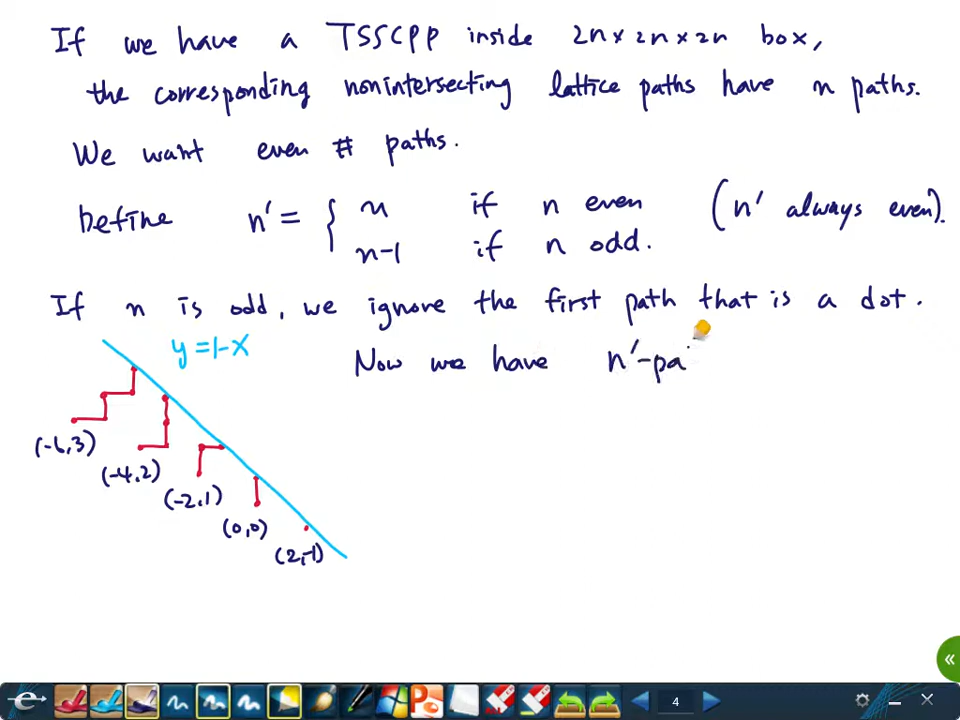 If we have a TSSCPP inside 2n×2n×2n box,
the corresponding nonintersecting lattice paths have n paths.
We want even # paths.
Define n' = { n if n even (n' always even).
n-1 if n odd.
If n is odd, we ignore the first path that is a dot.
y=1-x
Now we have n'-pa
(-6,3)
(-4,2)
(-2,1)
(0,0)
(2,-1)
4